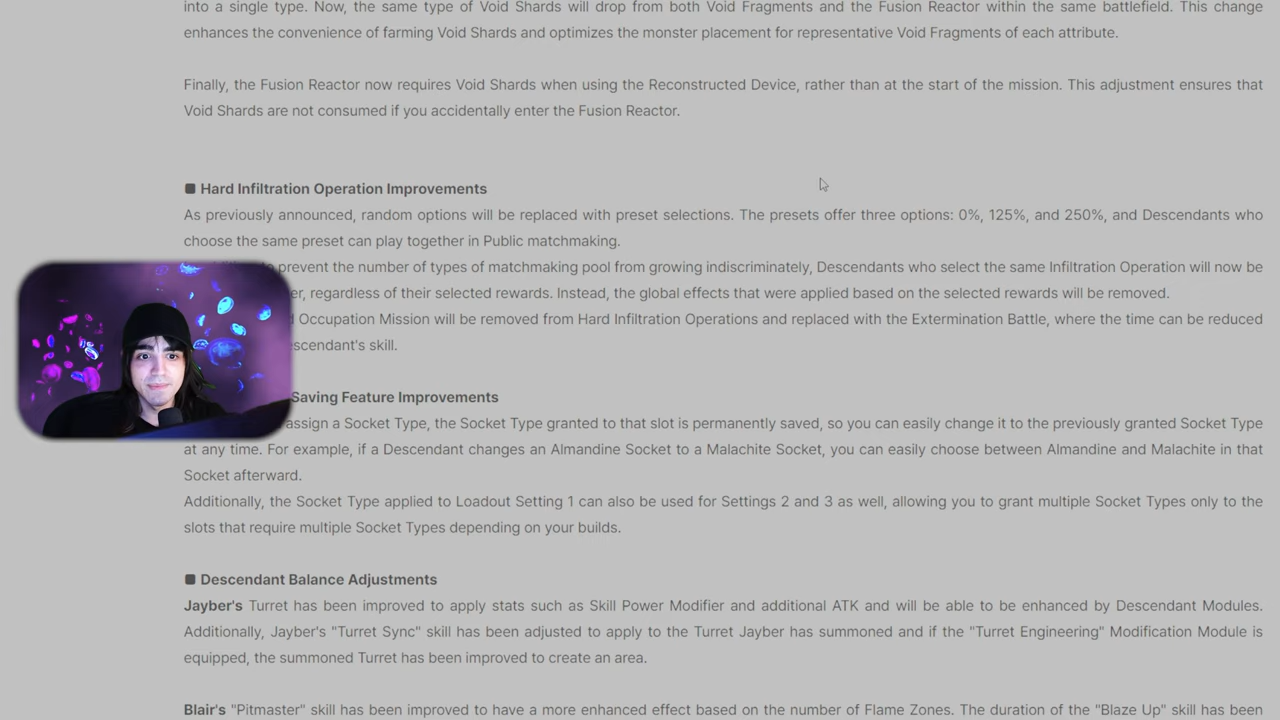 into a single type. Now, the same type of Void Shards will drop from both Void Fragments and the Fusion Reactor within the same battlefield. This change
enhances the convenience of farming Void Shards and optimizes the monster placement for representative Void Fragments of each attribute.
Finally, the Fusion Reactor now requires Void Shards when using the Reconstructed Device, rather than at the start of the mission. This adjustment ensures that
Void Shards are not consumed if you accidentally enter the Fusion Reactor.
■ Hard Infiltration Operation Improvements
As previously announced, random options will be replaced with preset selections. The presets offer three options: 0%, 125%, and 250%, and Descendants who
choose the same preset can play together in Public matchmaking.
prevent the number of types of matchmaking pool from growing indiscriminately, Descendants who select the same Infiltration Operation will now be
regardless of their selected rewards. Instead, the global effects that were applied based on the selected rewards will be removed.
Occupation Mission will be removed from Hard Infiltration Operations and replaced with the Extermination Battle, where the time can be reduced
skill.
Saving Feature Improvements
assign a Socket Type, the Socket Type granted to that slot is permanently saved, so you can easily change it to the previously granted Socket Type
at any time. For example, if a Descendant changes an Almandine Socket to a Malachite Socket, you can easily choose between Almandine and Malachite in that
Socket afterward.
Additionally, the Socket Type applied to Loadout Setting 1 can also be used for Settings 2 and 3 as well, allowing you to grant multiple Socket Types only to the
slots that require multiple Socket Types depending on your builds.
■ Descendant Balance Adjustments
Jayber's Turret has been improved to apply stats such as Skill Power Modifier and additional ATK and will be able to be enhanced by Descendant Modules.
Additionally, Jayber's "Turret Sync" skill has been adjusted to apply to the Turret Jayber has summoned and if the "Turret Engineering" Modification Module is
equipped, the summoned Turret has been improved to create an area.
Blair's "Pitmaster" skill has been improved to have a more enhanced effect based on the number of Flame Zones. The duration of the "Blaze Up" skill has been